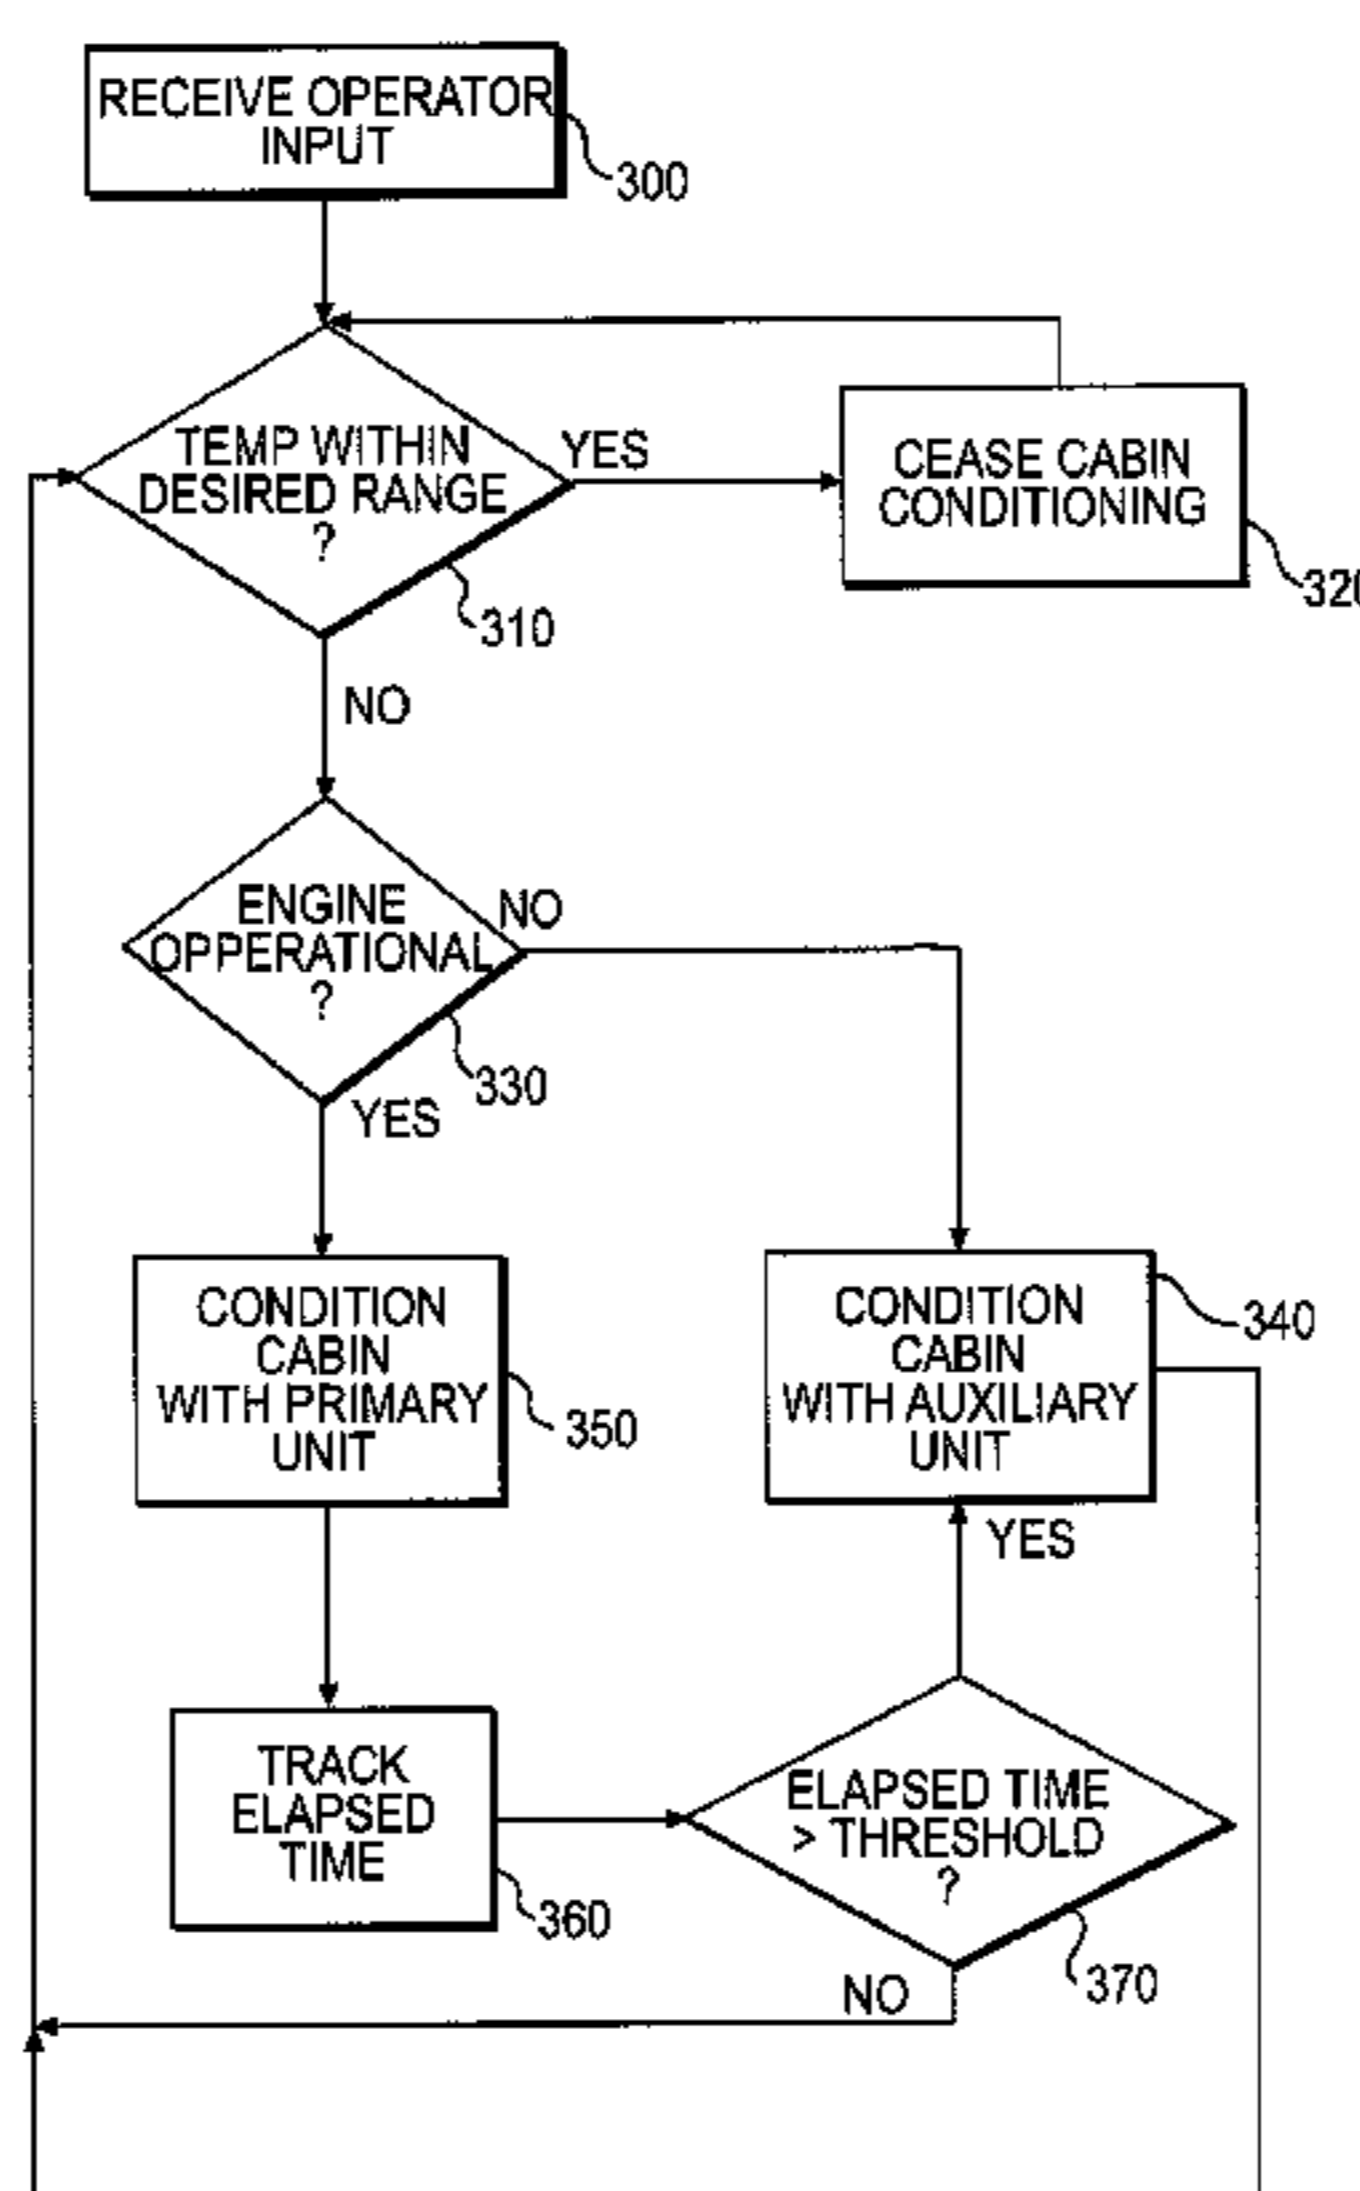 RECEIVE OPERATOR
INPUT
300
TEMP WITHIN
DESIRED RANGE
?
YES
310
CEASE CABIN
CONDITIONING
320
NO
ENGINE
OPPERATIONAL
?
NO
330
YES
CONDITION
CABIN
WITH PRIMARY
UNIT
350
CONDITION
CABIN
WITH AUXILIARY
UNIT
340
YES
TRACK
ELAPSED
TIME
360
ELAPSED TIME
> THRESHOLD
?
370
NO